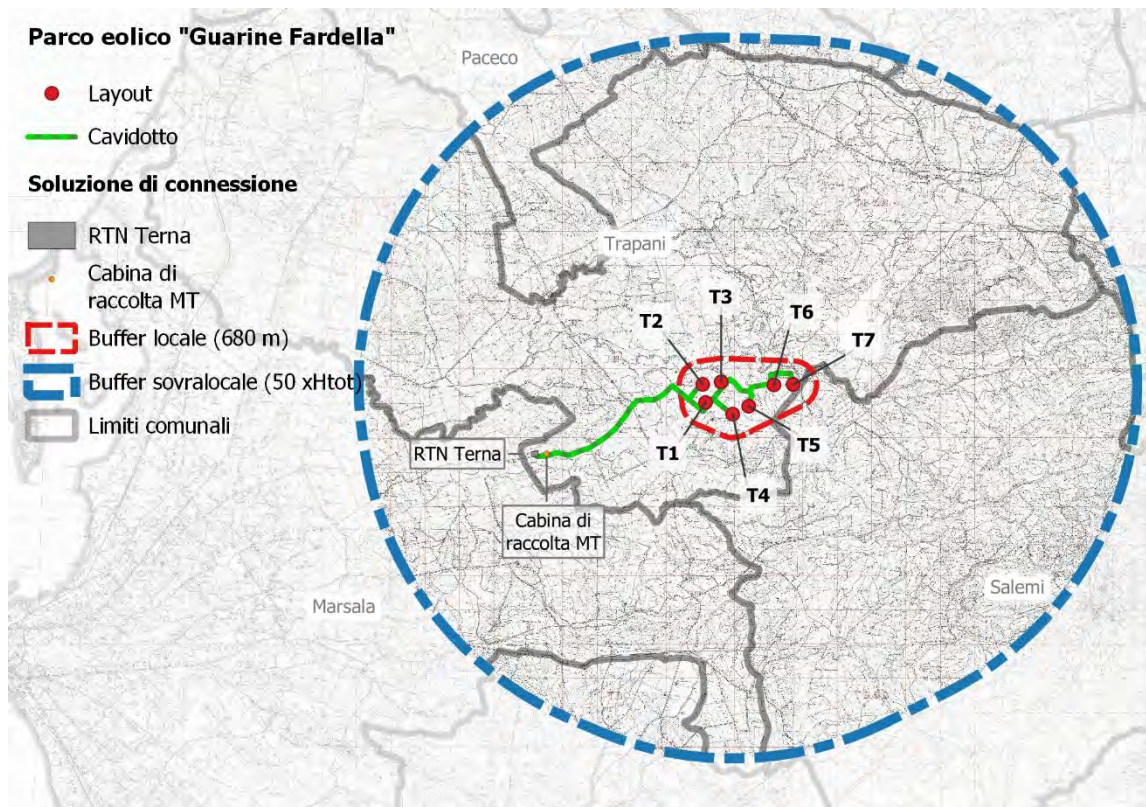 Parco eolico "Guarine Fardella"
Layout
Cavidotto
Soluzione di connessione
RTN Terna
Cabina di
raccolta MT
Buffer locale (680 m)
Buffer sovralocale (50 xHtot)
Limiti comunali
Paceco
Trapani
T3
T6
T2
T7
T1
T5
T4
RTN Terna
Cabina di
raccolta MT
Marsala
Salemi